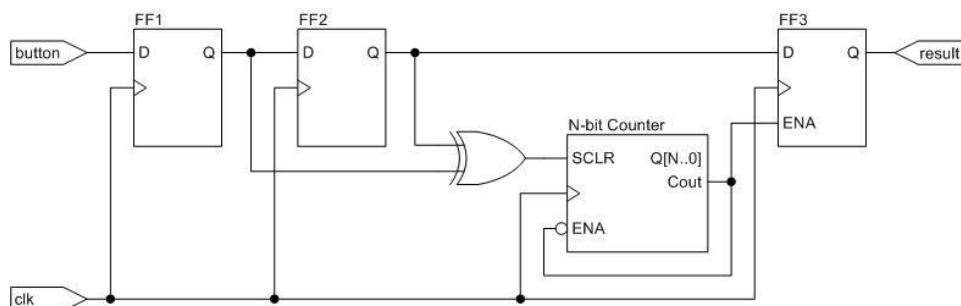 FF1
FF2
FF3
button
D
Q
D
Q
D
Q
result
ENA
N-bit Counter
SCLR
Q[N..0]
Cout
ENA
clk